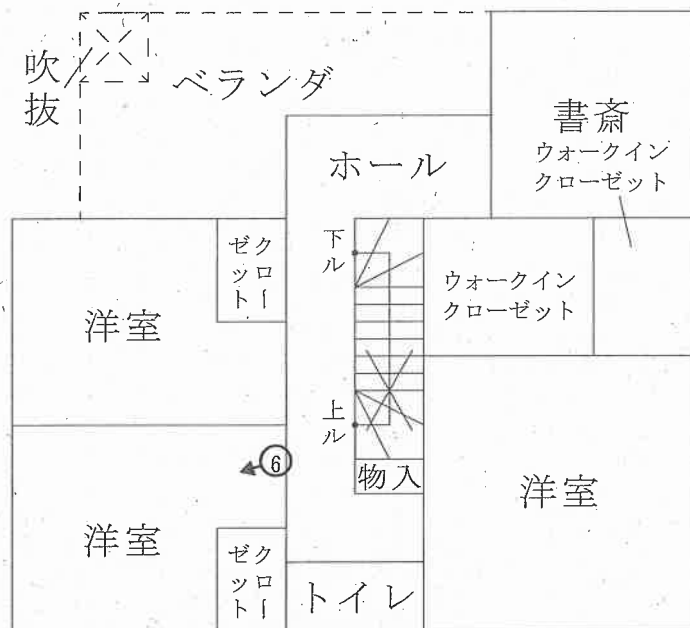 吹抜
ベランダ
書斎
ウォークイン
クローゼット
ホール
クロー
ゼット
下ル
ウォークイン
クローゼット
洋室
上ル
⑥
物入
洋室
洋室
クロー
ゼット
トイレ